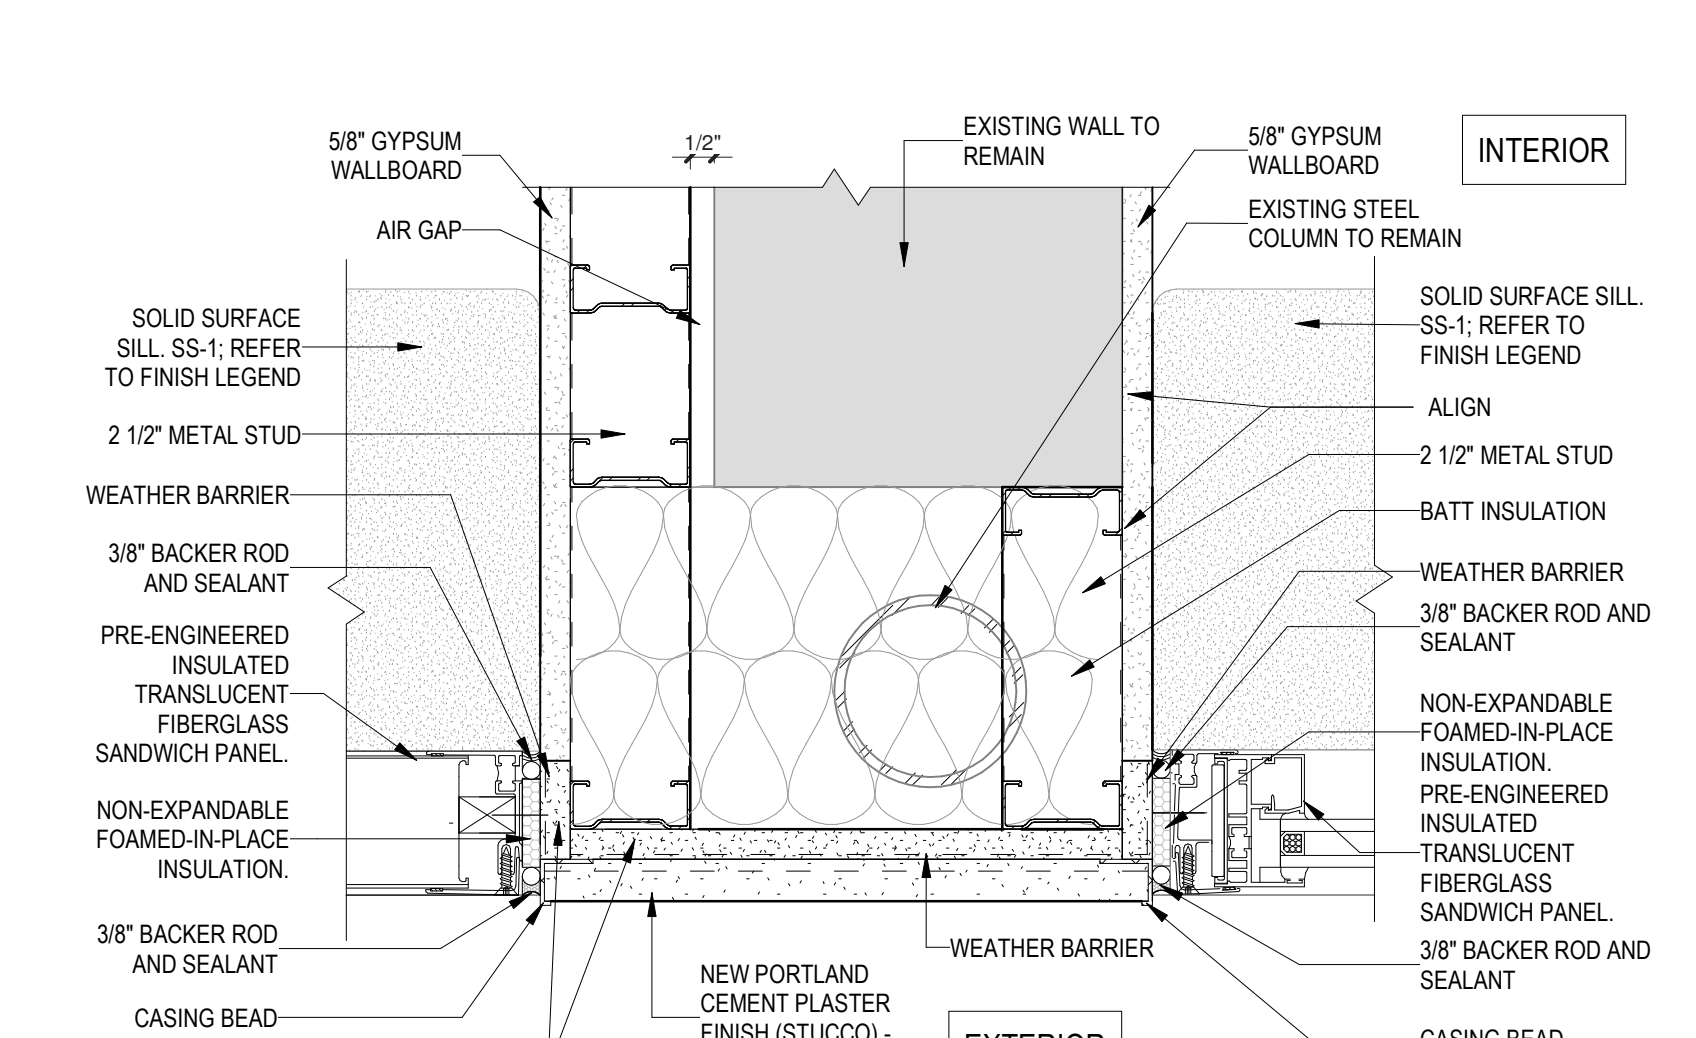 5/8" GYPSUM
WALLBOARD
1/2"
EXISTING WALL TO
REMAIN
5/8" GYPSUM
WALLBOARD
INTERIOR
AIR GAP
EXISTING STEEL
COLUMN TO REMAIN
SOLID SURFACE
SILL. SS-1; REFER
TO FINISH LEGEND
SOLID SURFACE SILL.
SS-1; REFER TO
FINISH LEGEND
ALIGN
2 1/2" METAL STUD
2 1/2" METAL STUD
WEATHER BARRIER
BATT INSULATION
3/8" BACKER ROD
AND SEALANT
WEATHER BARRIER
3/8" BACKER ROD AND
SEALANT
PRE-ENGINEERED
INSULATED
TRANSLUCENT
FIBERGLASS
SANDWICH PANEL.
NON-EXPANDABLE
FOAMED-IN-PLACE
INSULATION.
NON-EXPANDABLE
FOAMED-IN-PLACE
INSULATION.
PRE-ENGINEERED
INSULATED
TRANSLUCENT
FIBERGLASS
SANDWICH PANEL.
3/8" BACKER ROD
AND SEALANT
WEATHER BARRIER
3/8" BACKER ROD AND
SEALANT
CASING BEAD
NEW PORTLAND
CEMENT PLASTER
FINISH (STUCCO) -
EXTERIOR
CASING BEAD